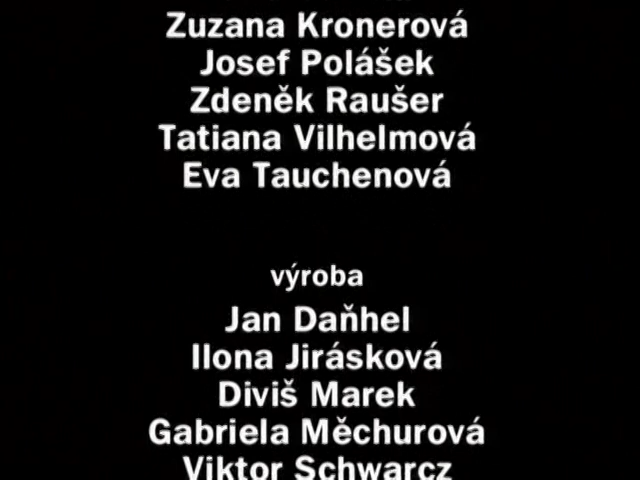 Zuzana Kronerová
Josef Polášek
Zdeněk Raušer
Tatiana Vilhelmová
Eva Tauchenová
výroba
Jan Daňhel
Ilona Jirásková
Diviš Marek
Gabriela Měchurová
Viktor Schwarcz